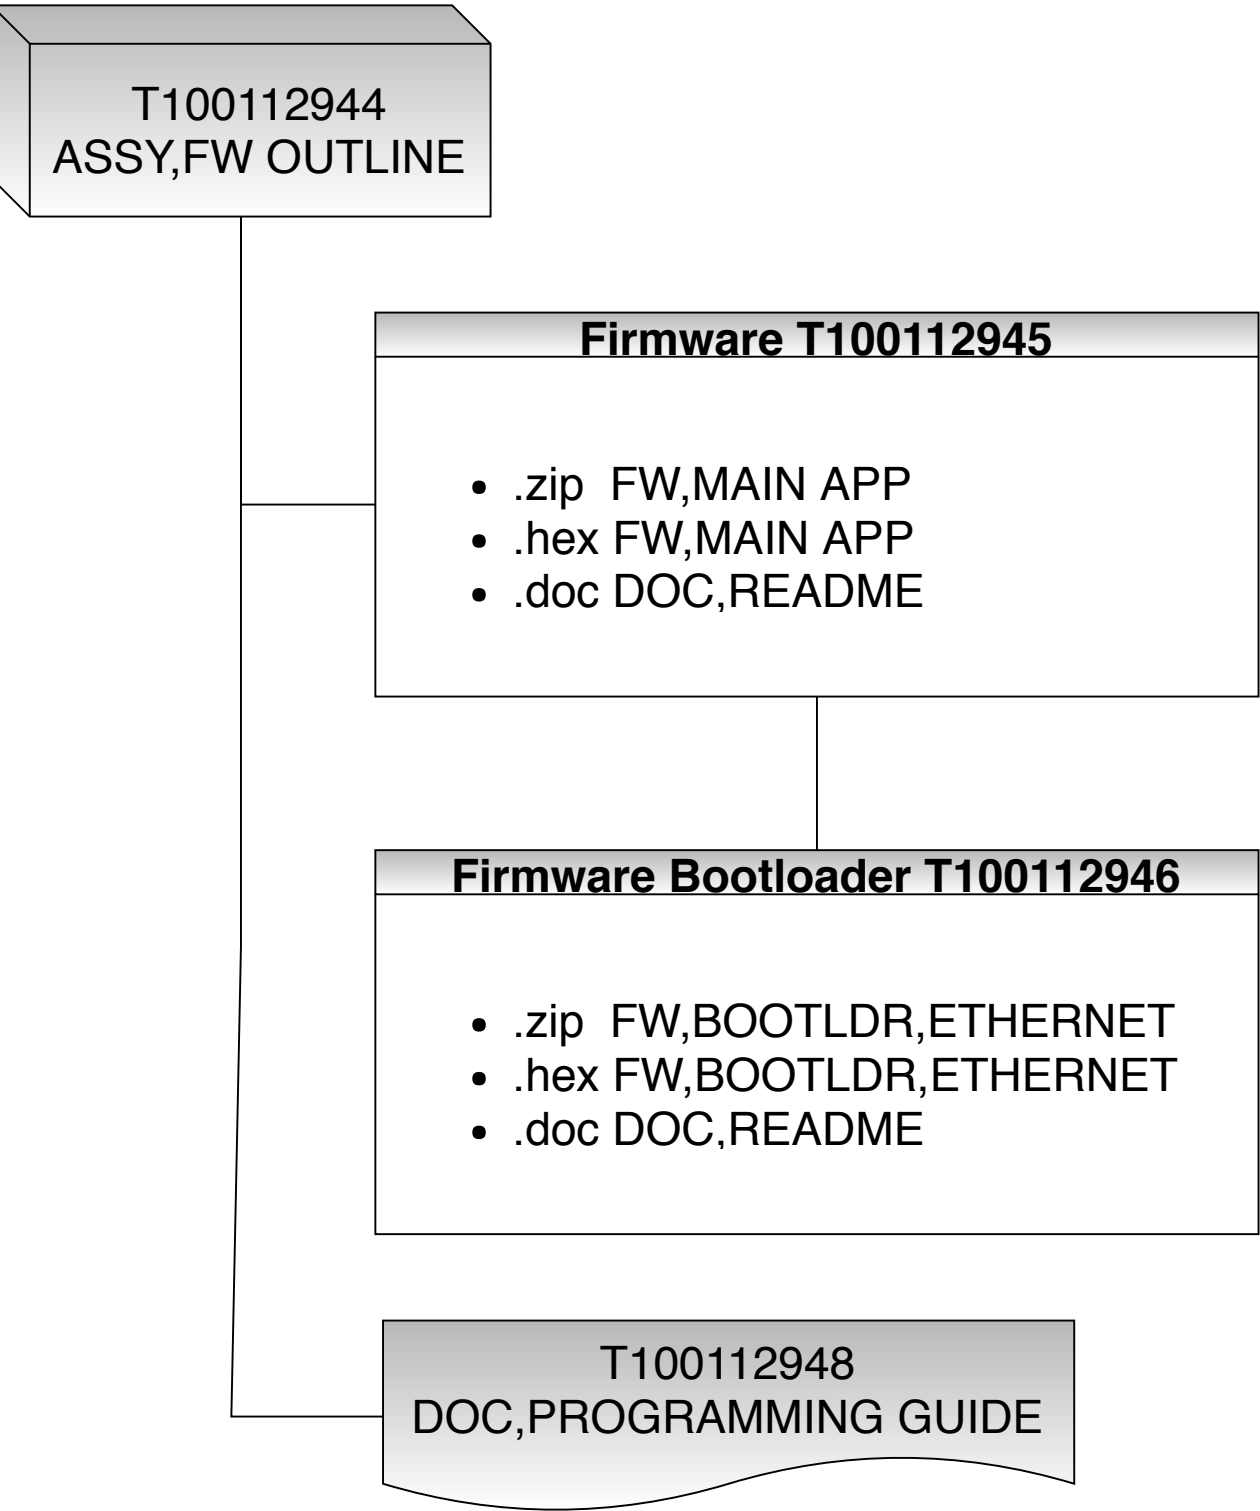 T100112944
ASSY,FW OUTLINE
Firmware T100112945
• .zip  FW,MAIN APP
• .hex FW,MAIN APP
• .doc DOC,README
Firmware Bootloader T100112946
• .zip  FW,BOOTLDR,ETHERNET
• .hex FW,BOOTLDR,ETHERNET
• .doc DOC,README
T100112948
DOC,PROGRAMMING GUIDE